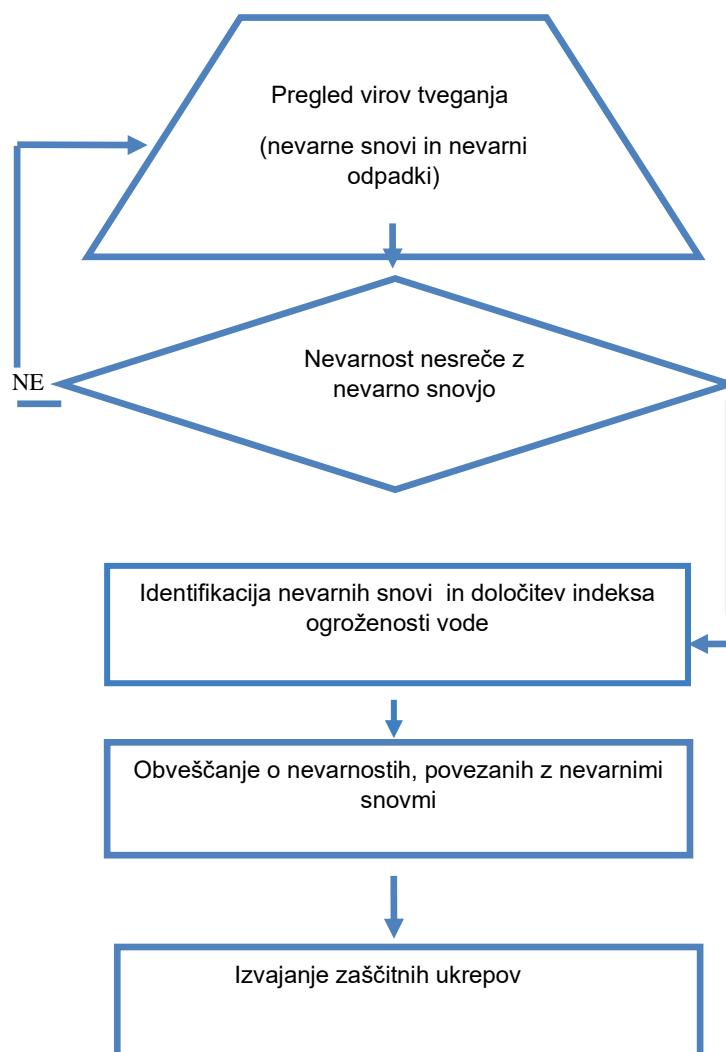 Pregled virov tveganja
(nevarne snovi in nevarni
odpadki)
Nevarnost nesreče z
nevarno snovjo
NE
Identifikacija nevarnih snovi  in določitev indeksa
ogroženosti vode
Obveščanje o nevarnostih, povezanih z nevarnimi
snovmi
Izvajanje zaščitnih ukrepov